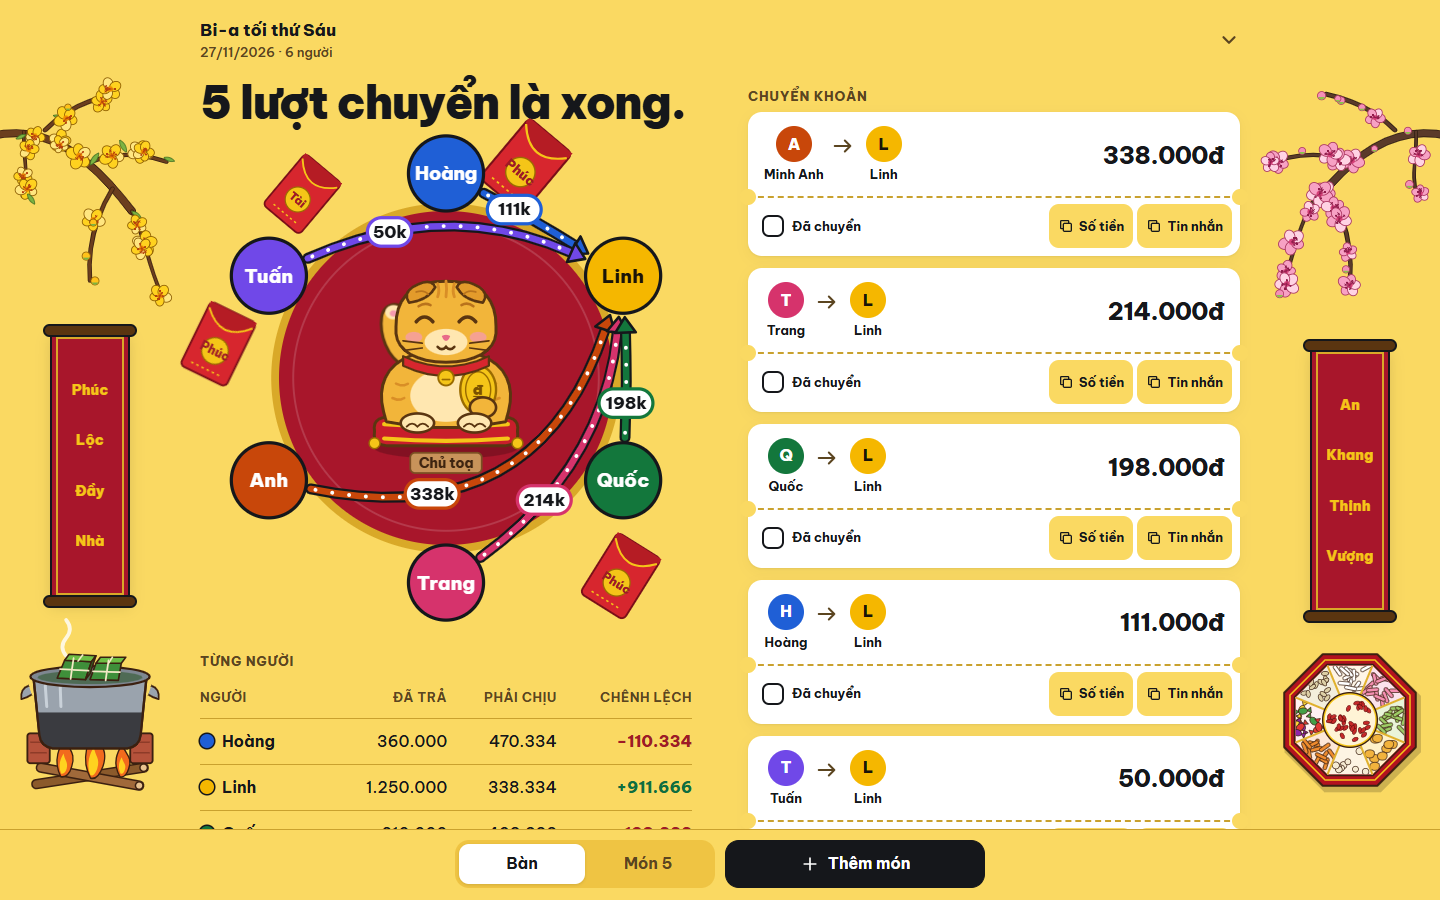 Bi-a tối thứ Sáu
27/11/2026 · 6 người
5 lượt chuyển là xong.
Hoàng
Phúc
Tài
111k
50k
Tuấn
Linh
Phúc
đ
198k
Chủ toạ
Anh
338k
214k
Quốc
Trang
Phúc
Phúc
Lộc
Đầy
Nhà
TỪNG NGƯỜI
NGƯỜI ĐÃ TRẢ PHẢI CHỊU CHÊNH LỆCH
Hoàng 360.000 470.334 -110.334
Linh 1.250.000 338.334 +911.666
CHUYỂN KHOẢN
A → L 338.000đ
Minh Anh Linh
Đã chuyển Số tiền Tin nhắn
T → L 214.000đ
Trang Linh
Đã chuyển Số tiền Tin nhắn
Q → L 198.000đ
Quốc Linh
Đã chuyển Số tiền Tin nhắn
H → L 111.000đ
Hoàng Linh
Đã chuyển Số tiền Tin nhắn
T → L 50.000đ
Tuấn Linh
An
Khang
Thịnh
Vượng
Bàn Món 5 + Thêm món